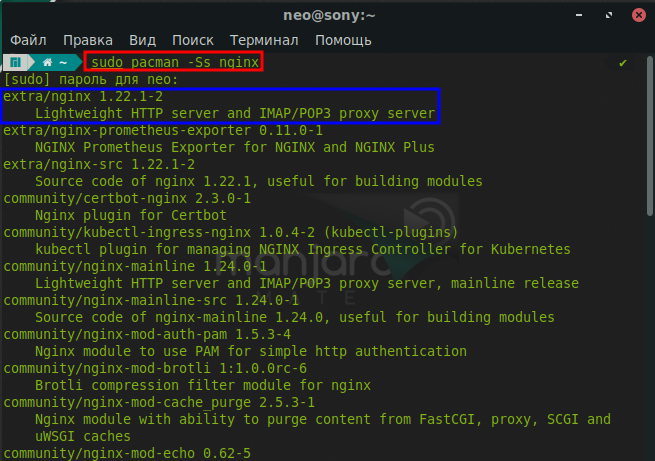 neo@sony:~
Файл Правка Вид Поиск Терминал Помощь
~ sudo pacman -Ss nginx ✔
[sudo] пароль для neo:
extra/nginx 1.22.1-2
Lightweight HTTP server and IMAP/POP3 proxy server
extra/nginx-prometheus-exporter 0.11.0-1
NGINX Prometheus Exporter for NGINX and NGINX Plus
extra/nginx-src 1.22.1-2
Source code of nginx 1.22.1, useful for building modules
community/certbot-nginx 2.3.0-1
Nginx plugin for Certbot
community/kubectl-ingress-nginx 1.0.4-2 (kubectl-plugins)
kubectl plugin for managing NGINX Ingress Controller for Kubernetes
community/nginx-mainline 1.24.0-1
Lightweight HTTP server and IMAP/POP3 proxy server, mainline release
community/nginx-mainline-src 1.24.0-1
Source code of nginx-mainline 1.24.0, useful for building modules
community/nginx-mod-auth-pam 1.5.3-4
Nginx module to use PAM for simple http authentication
community/nginx-mod-brotli 1:1.0.0rc-6
Brotli compression filter module for nginx
community/nginx-mod-cache_purge 2.5.3-1
Nginx module with ability to purge content from FastCGI, proxy, SCGI and
uWSGI caches
community/nginx-mod-echo 0.62-5
manjaro
MATE